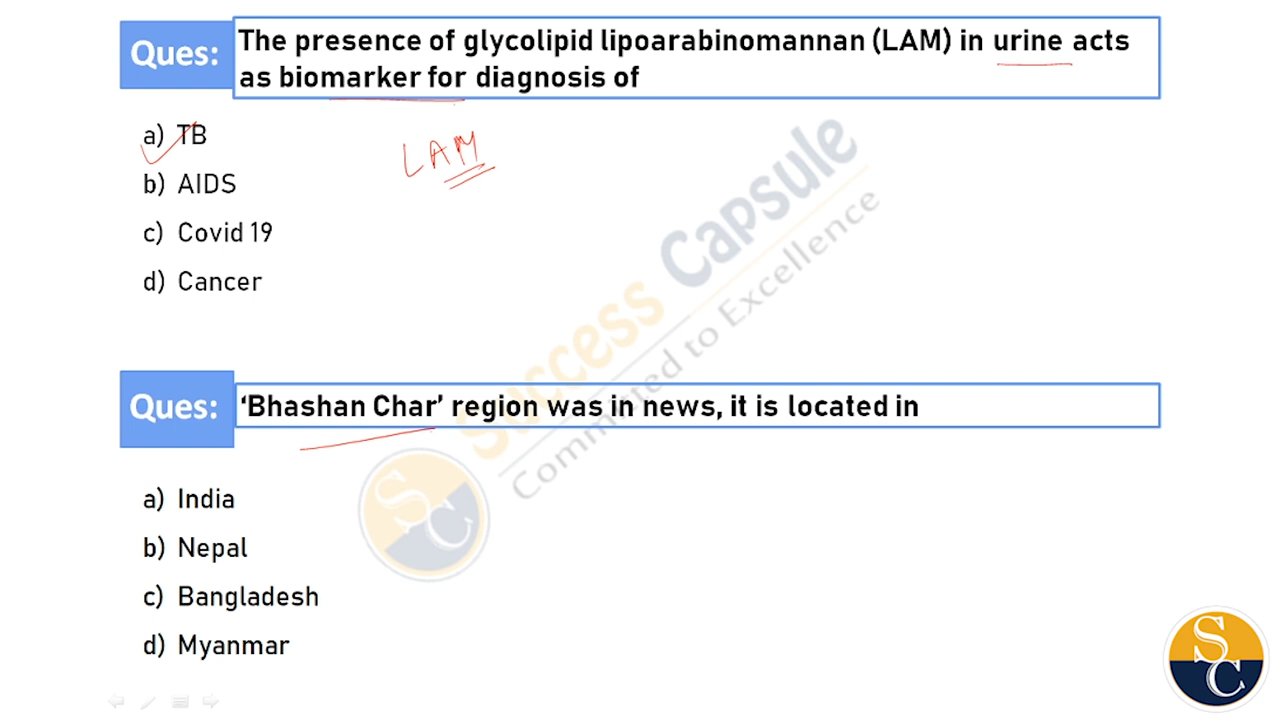 Ques: The presence of glycolipid lipoarabinomannan (LAM) in urine acts
as biomarker for diagnosis of
a) TB
LAM
b) AIDS
c) Covid 19
d) Cancer
Success Capsule
Committed to Excellence
Ques: ‘Bhashan Char’ region was in news, it is located in
SC
a) India
b) Nepal
c) Bangladesh
d) Myanmar
SC